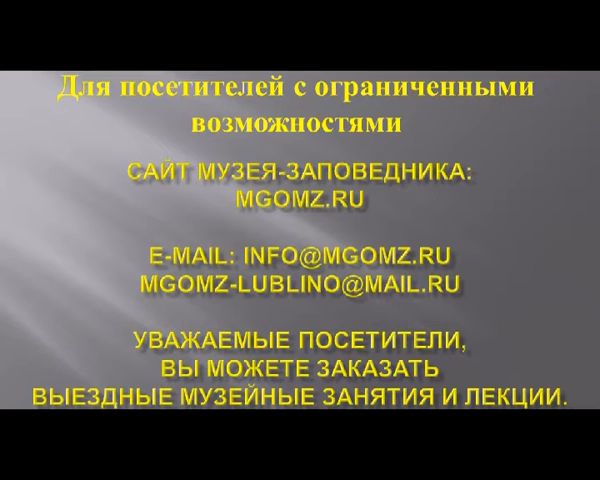 Для посетителей с ограниченными
возможностями
САЙТ МУЗЕЯ-ЗАПОВЕДНИКА:
MGOMZ.RU
E-MAIL: INFO@MGOMZ.RU
MGOMZ-LUBLINO@MAIL.RU
УВАЖАЕМЫЕ ПОСЕТИТЕЛИ,
ВЫ МОЖЕТЕ ЗАКАЗАТЬ
ВЫЕЗДНЫЕ МУЗЕЙНЫЕ ЗАНЯТИЯ И ЛЕКЦИИ.